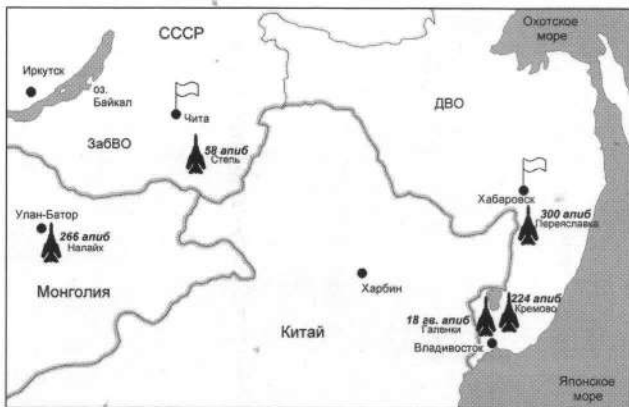 СССР
Охотское
море
Иркутск
оз.
Байкал
Чита
ДВО
ЗабВО
58 апиб
Степь
Улан-Батор
266 апиб
Налайх
Хабаровск
300 апиб
Переяславка
Монголия
Харбин
Китай
18 гв. апиб
Галенки
224 апиб
Кремово
Владивосток
Японское
море